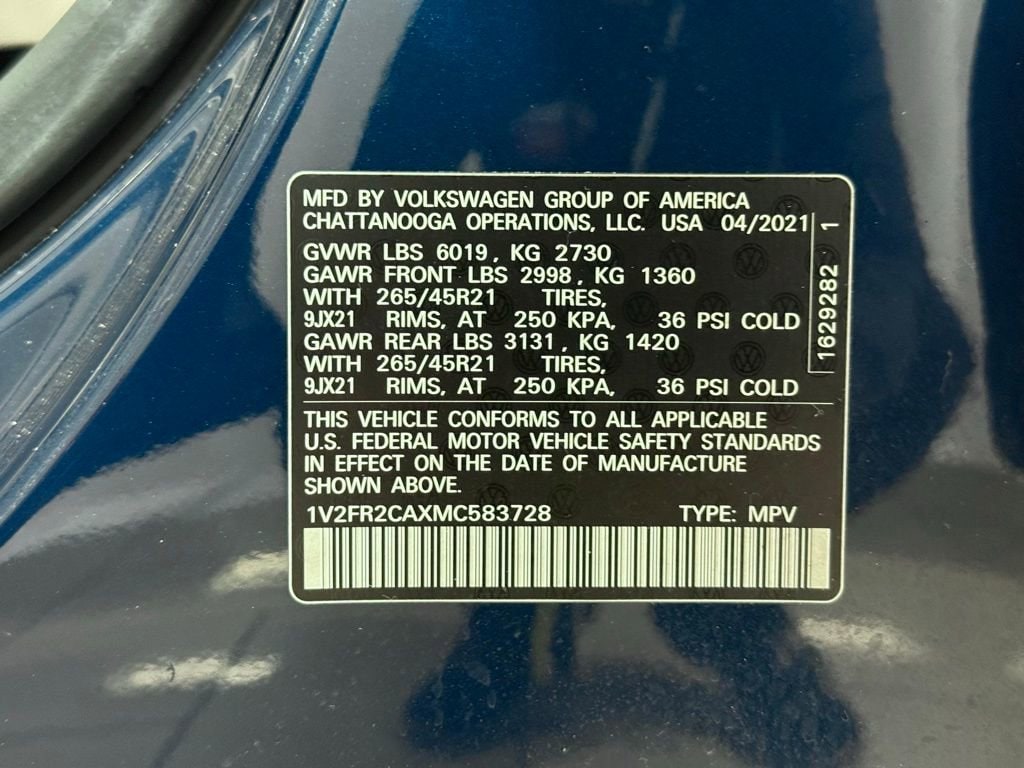 MFD BY VOLKSWAGEN GROUP OF AMERICA
CHATTANOOGA OPERATIONS, LLC. USA 04/2021
GVWR LBS 6019, KG 2730
GAWR FRONT LBS 2998, KG 1360
WITH 265/45R21 TIRES,
9JX21 RIMS, AT 250 KPA, 36 PSI COLD
GAWR REAR LBS 3131, KG 1420
WITH 265/45R21 TIRES,
9JX21 RIMS, AT 250 KPA, 36 PSI COLD
1629282 1
THIS VEHICLE CONFORMS TO ALL APPLICABLE
U.S. FEDERAL MOTOR VEHICLE SAFETY STANDARDS
IN EFFECT ON THE DATE OF MANUFACTURE
SHOWN ABOVE.
1V2FR2CAXMC583728 TYPE: MPV